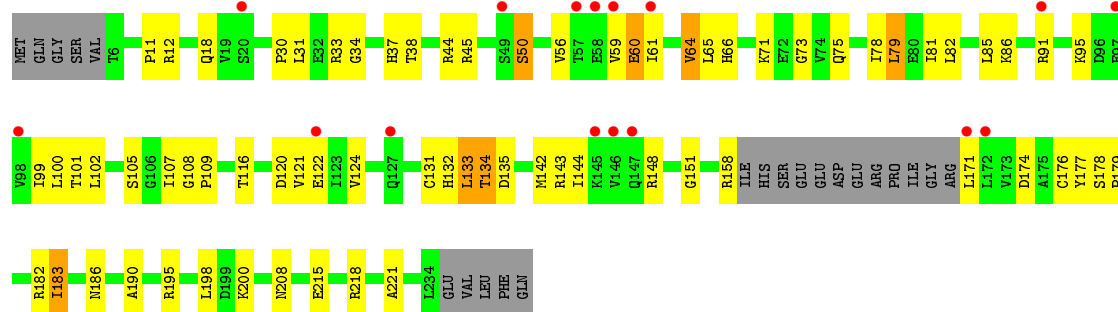 MET GLN GLY SER VAL T6 P11 R12 Q18 V19 S20 P30 L31 E32 R33 G34 H37 T38 R44 R45 S49 S50 V56 T57 E58 V59 E60 I61 V64 L65 H66 K71 E72 G73 V74 Q75 I78 L79 E80 I81 L82 L85 K86 R91 K95 D96
V98 I99 L100 T101 L102 S105 G106 I107 G108 P109 T116 D120 V121 E122 I123 V124 Q127 C131 H132 L133 T134 D135 M142 R143 I144 K145 V146 Q147 R148 G151 R158 ILE HIS SER GLU GLU ASP GLU ARG PRO ILE GLY ARG L171 L172 V173 D174 A175 C176 Y177 S178
R182 I183 N186 A190 R195 L198 D199 K200 N208 E215 R218 A221 L234 GLU VAL LEU PHE GLN